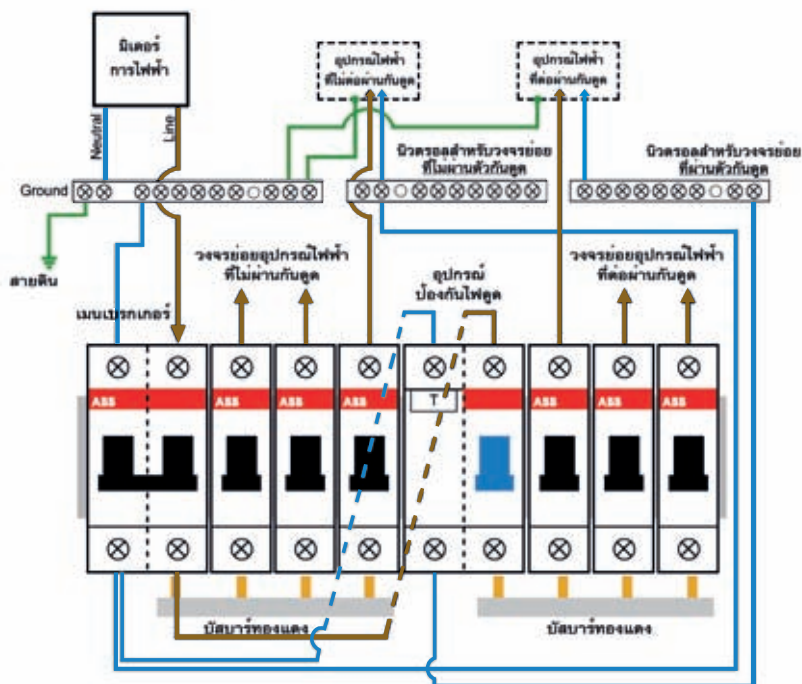 มิเตอร์
การไฟฟ้า
อุปกรณ์ไฟฟ้า
ที่ไม่ต่อผ่านกันดูด
อุปกรณ์ไฟฟ้า
ที่ต่อผ่านกันดูด
Neutral
Line
นิวตรอลสำหรับวงจรย่อย
ที่ไม่ผ่านตัวกันดูด
นิวตรอลสำหรับวงจรย่อย
ที่ผ่านตัวกันดูด
Ground
สายดิน
วงจรย่อยอุปกรณ์ไฟฟ้า
ที่ไม่ผ่านกันดูด
อุปกรณ์
ป้องกันไฟดูด
วงจรย่อยอุปกรณ์ไฟฟ้า
ที่ต่อผ่านกันดูด
เมนเบรกเกอร์
ABB
ABB
ABB
ABB
T
ABB
ABB
ABB
ABB
บัสบาร์ทองแดง
บัสบาร์ทองแดง